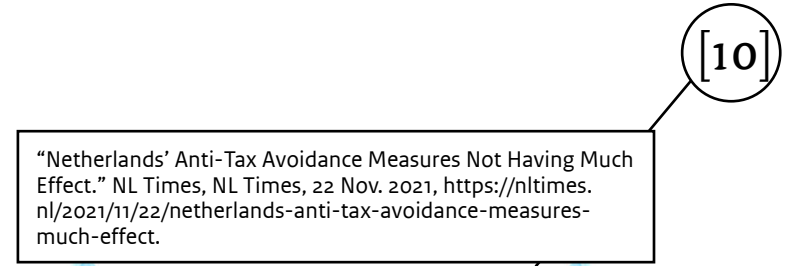 [10]
“Netherlands’ Anti-Tax Avoidance Measures Not Having Much
Effect.” NL Times, NL Times, 22 Nov. 2021, https://nltimes.
nl/2021/11/22/netherlands-anti-tax-avoidance-measures-
much-effect.